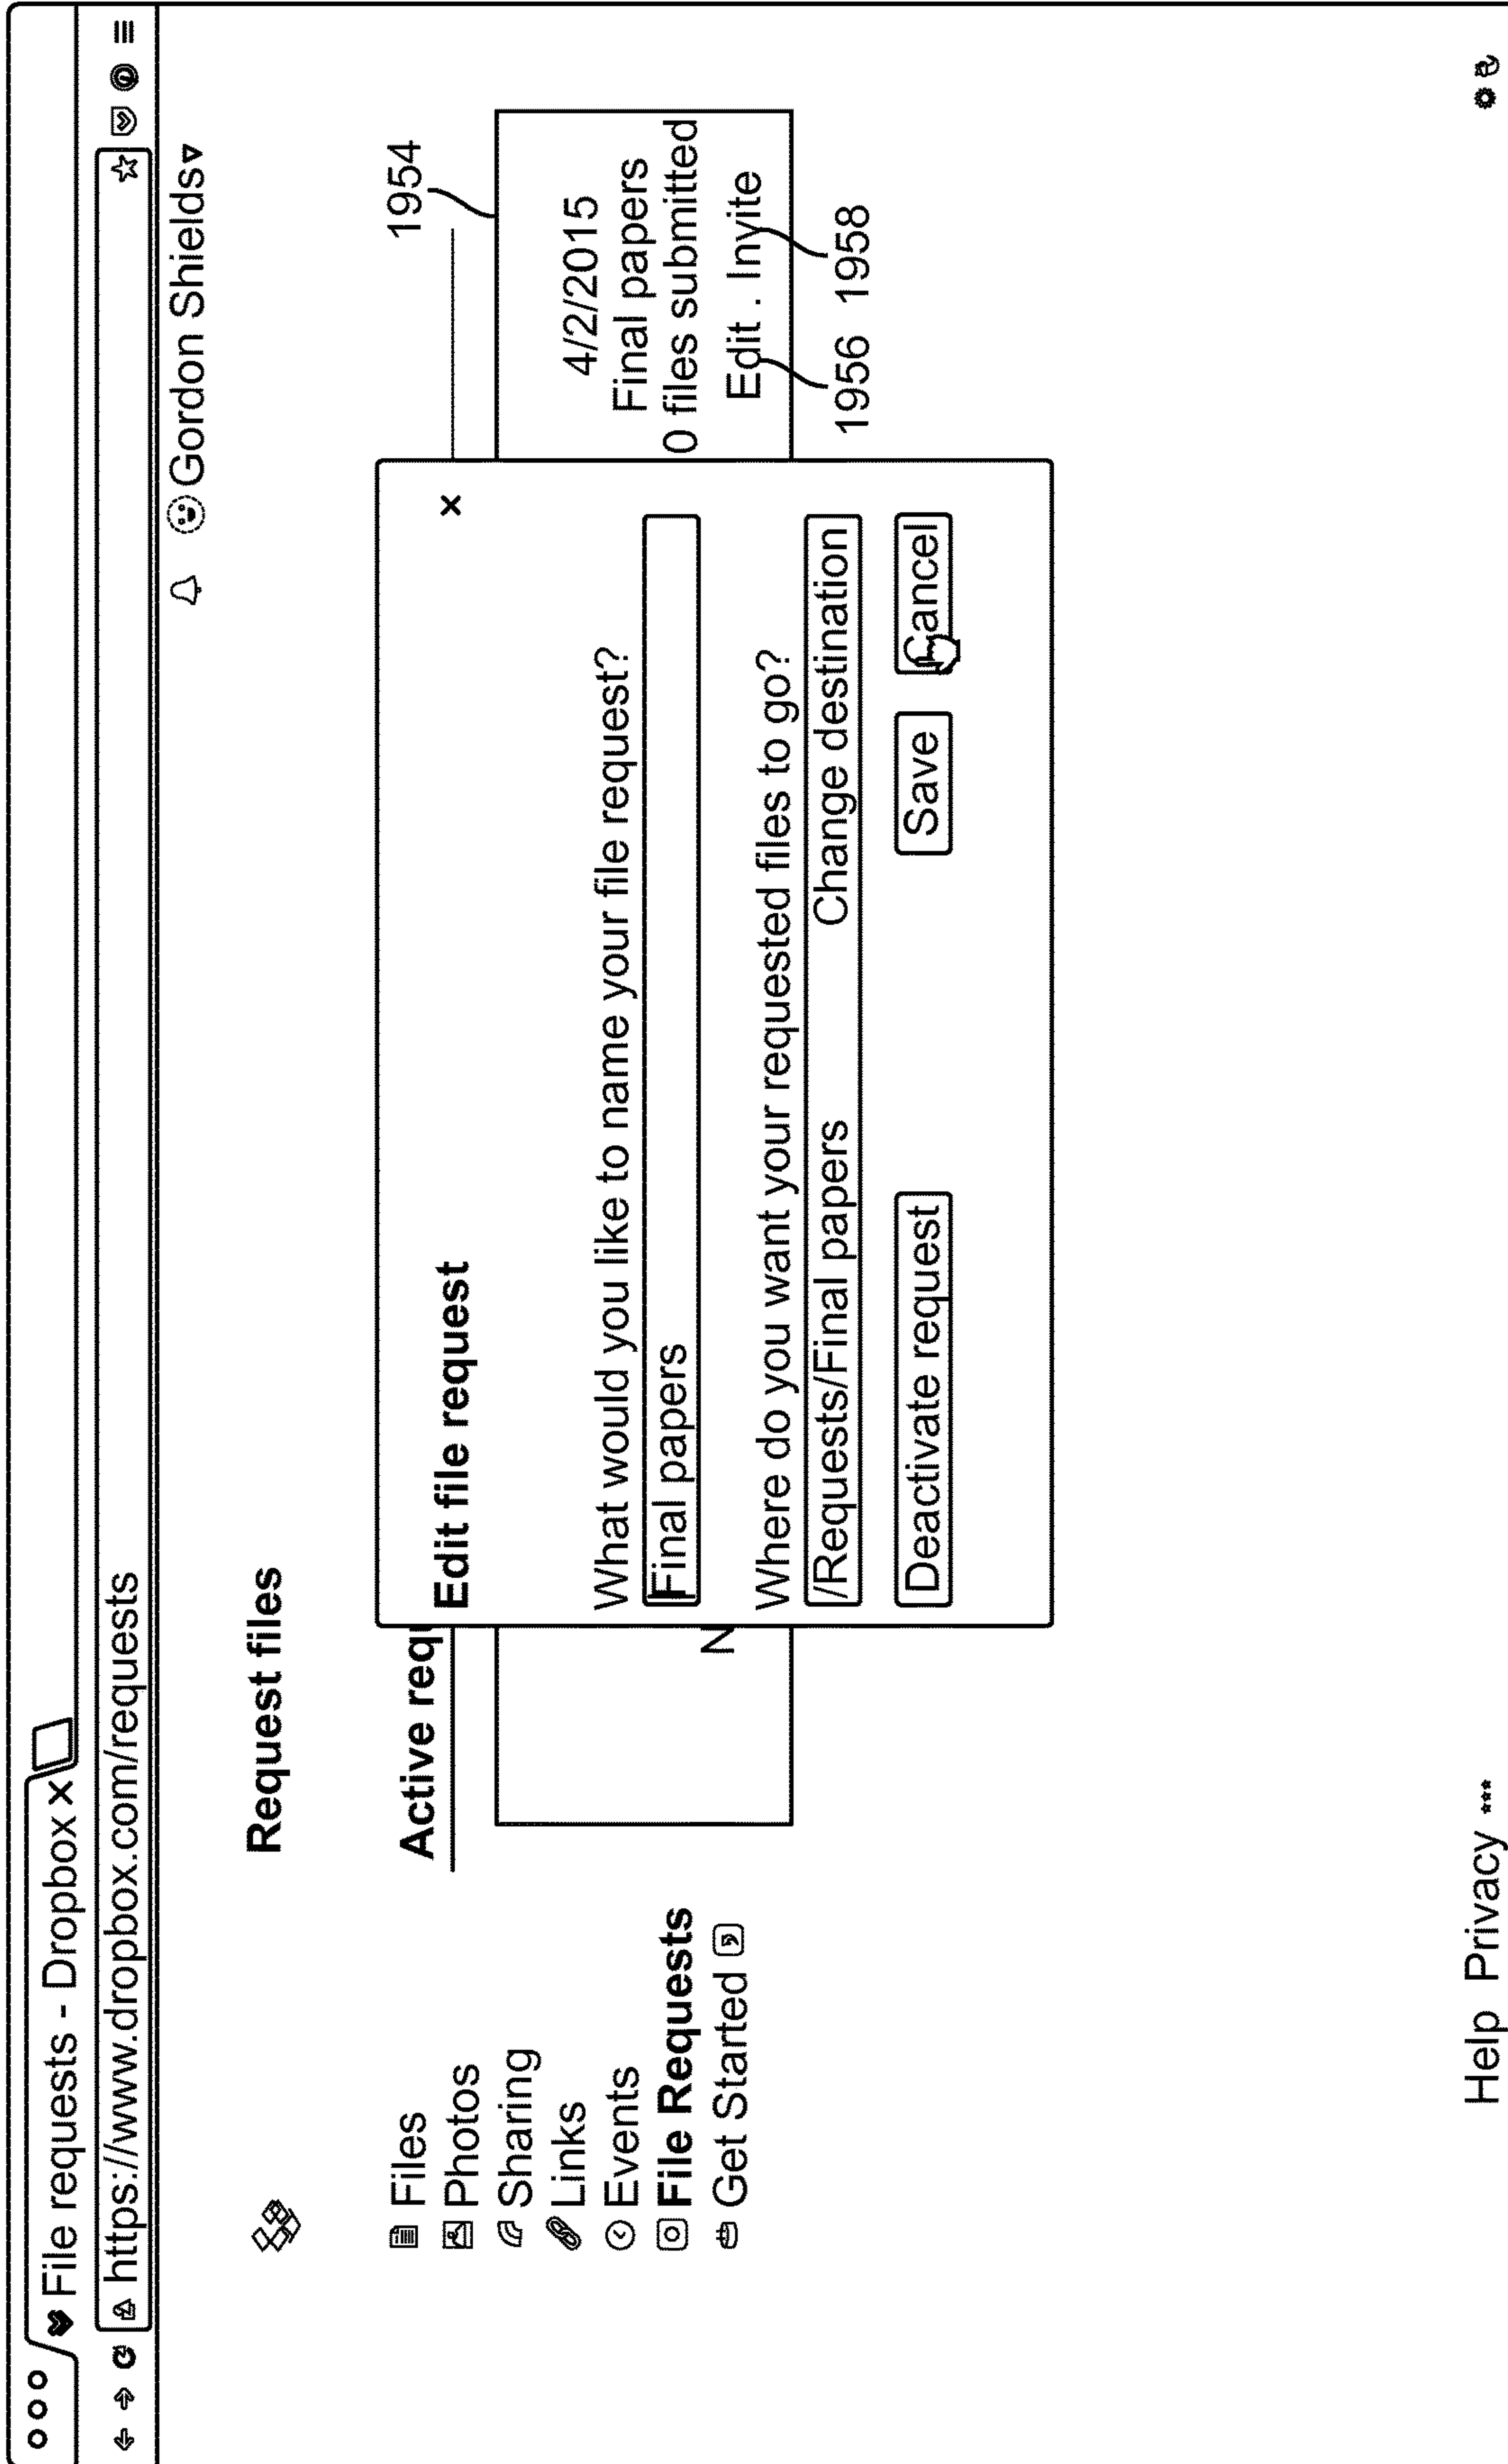 File requests - Dropbox
https://www.dropbox.com/requests
Gordon Shields
Request files
Files
Photos
Sharing
Links
Events
File Requests
Get Started
Active req
1954
4/2/2015
Final papers
0 files submitted
Edit . Invite
1956 1958
N
Edit file request
x
What would you like to name your file request?
Final papers
Where do you want your requested files to go?
/Requests/Final papers Change destination
Deactivate request Save Cancel
Help Privacy